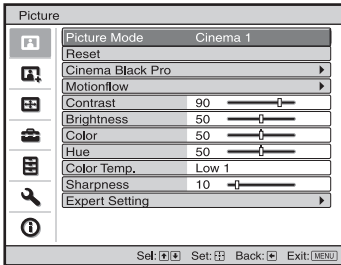 Picture
Picture Mode Cinema 1
Reset
Cinema Black Pro
Motionflow
Contrast 90
Brightness 50
Color 50
Hue 50
Color Temp. Low 1
Sharpness 10
Expert Setting
Sel: Set: Back: Exit: MENU